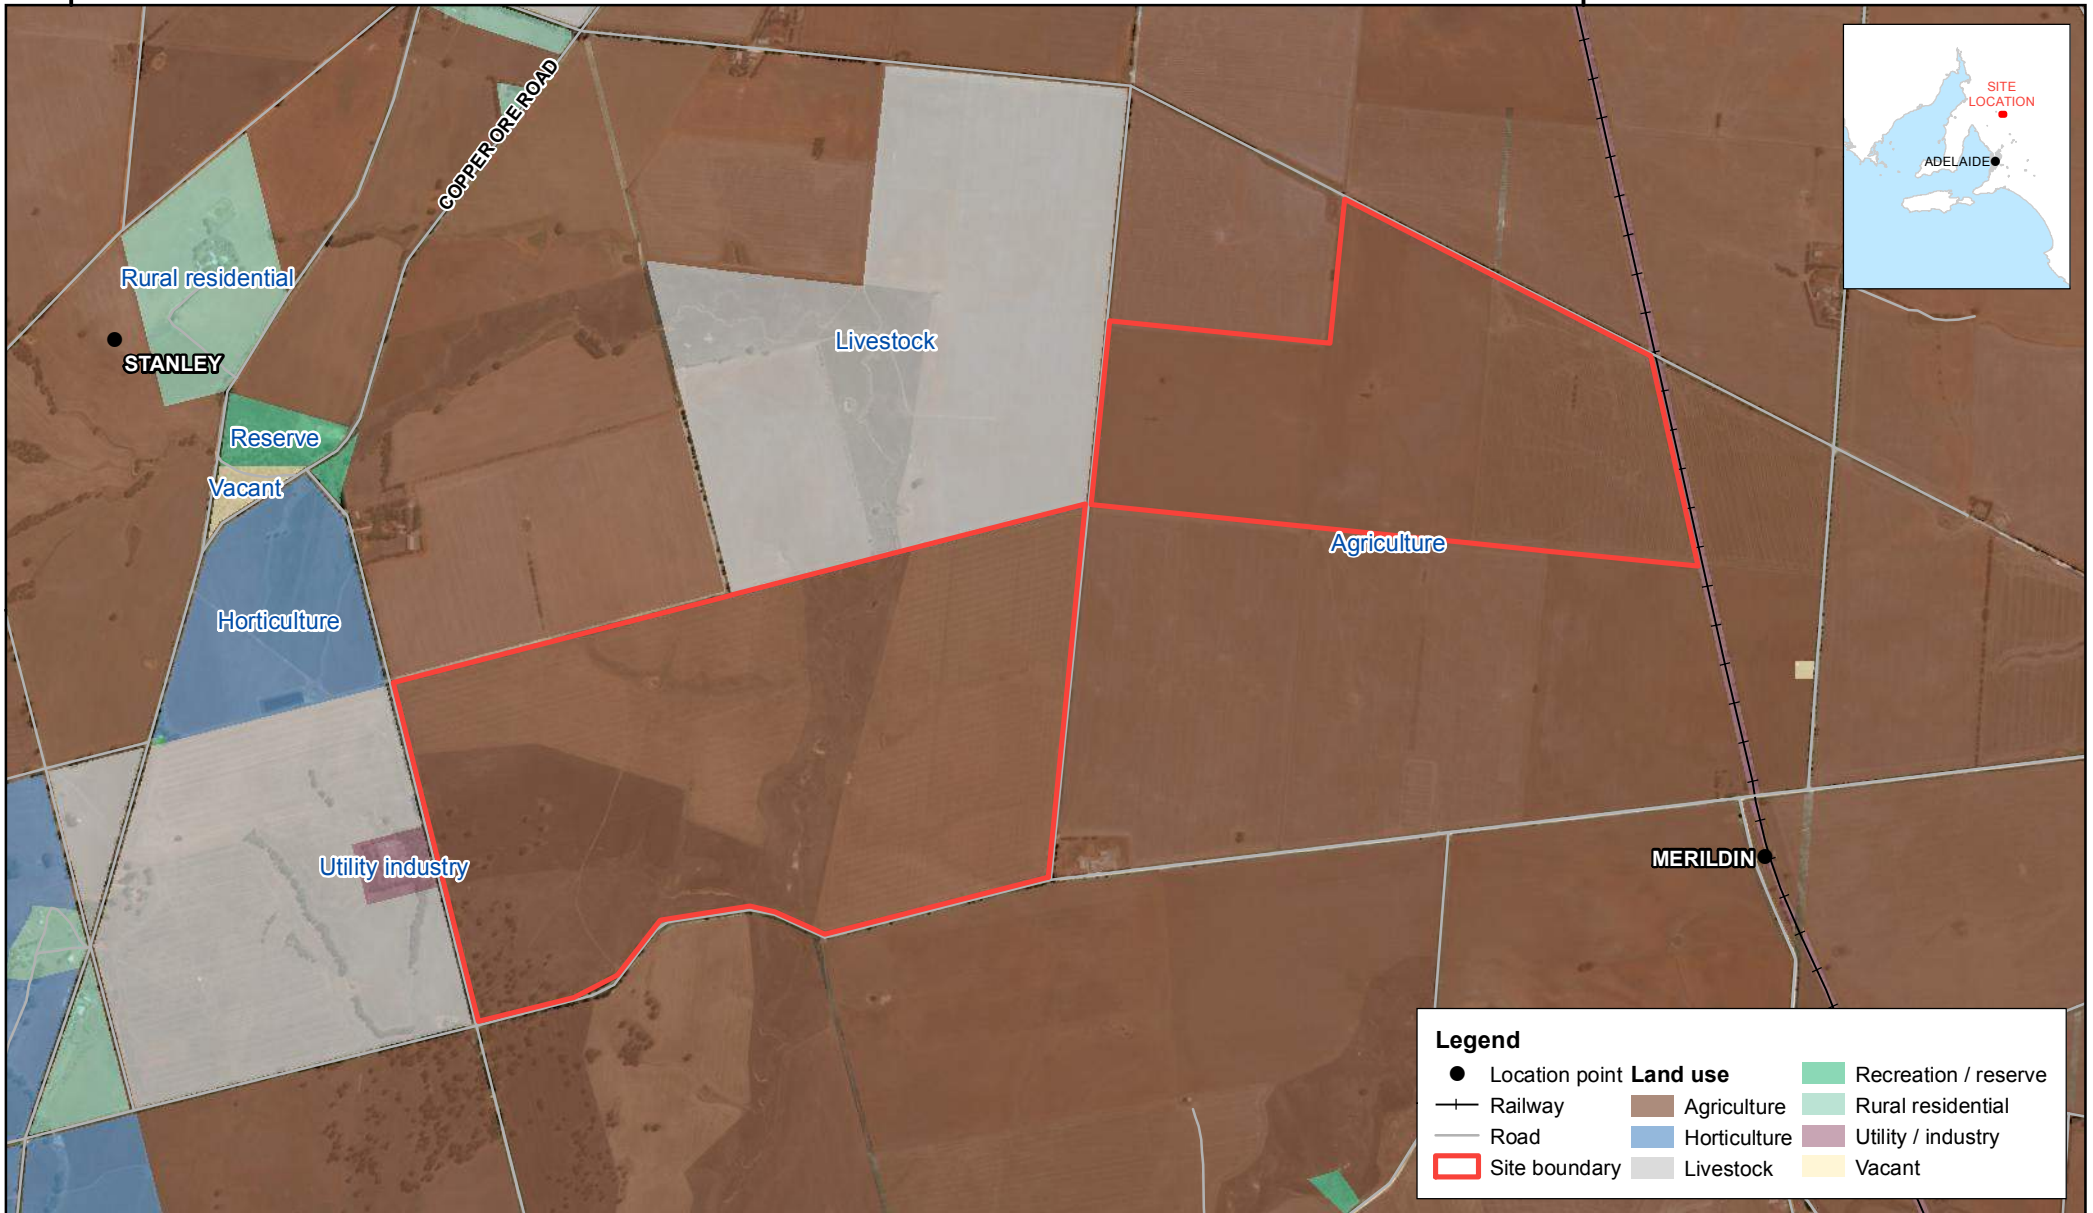 COPPER ORE ROAD
SITE
LOCATION
ADELAIDE
Rural residential
STANLEY
Livestock
Reserve
Vacant
Agriculture
Horticulture
Utility industry
MERILDIN
Legend
Location point
Railway
Road
Site boundary
Land use
Agriculture
Horticulture
Livestock
Recreation / reserve
Rural residential
Utility / industry
Vacant